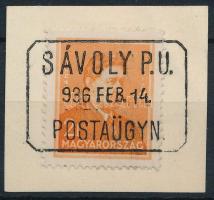 SÁVOLY P.U.
936 FEB. 14.
POSTAÜGYN.
MAGYARORSZÁG